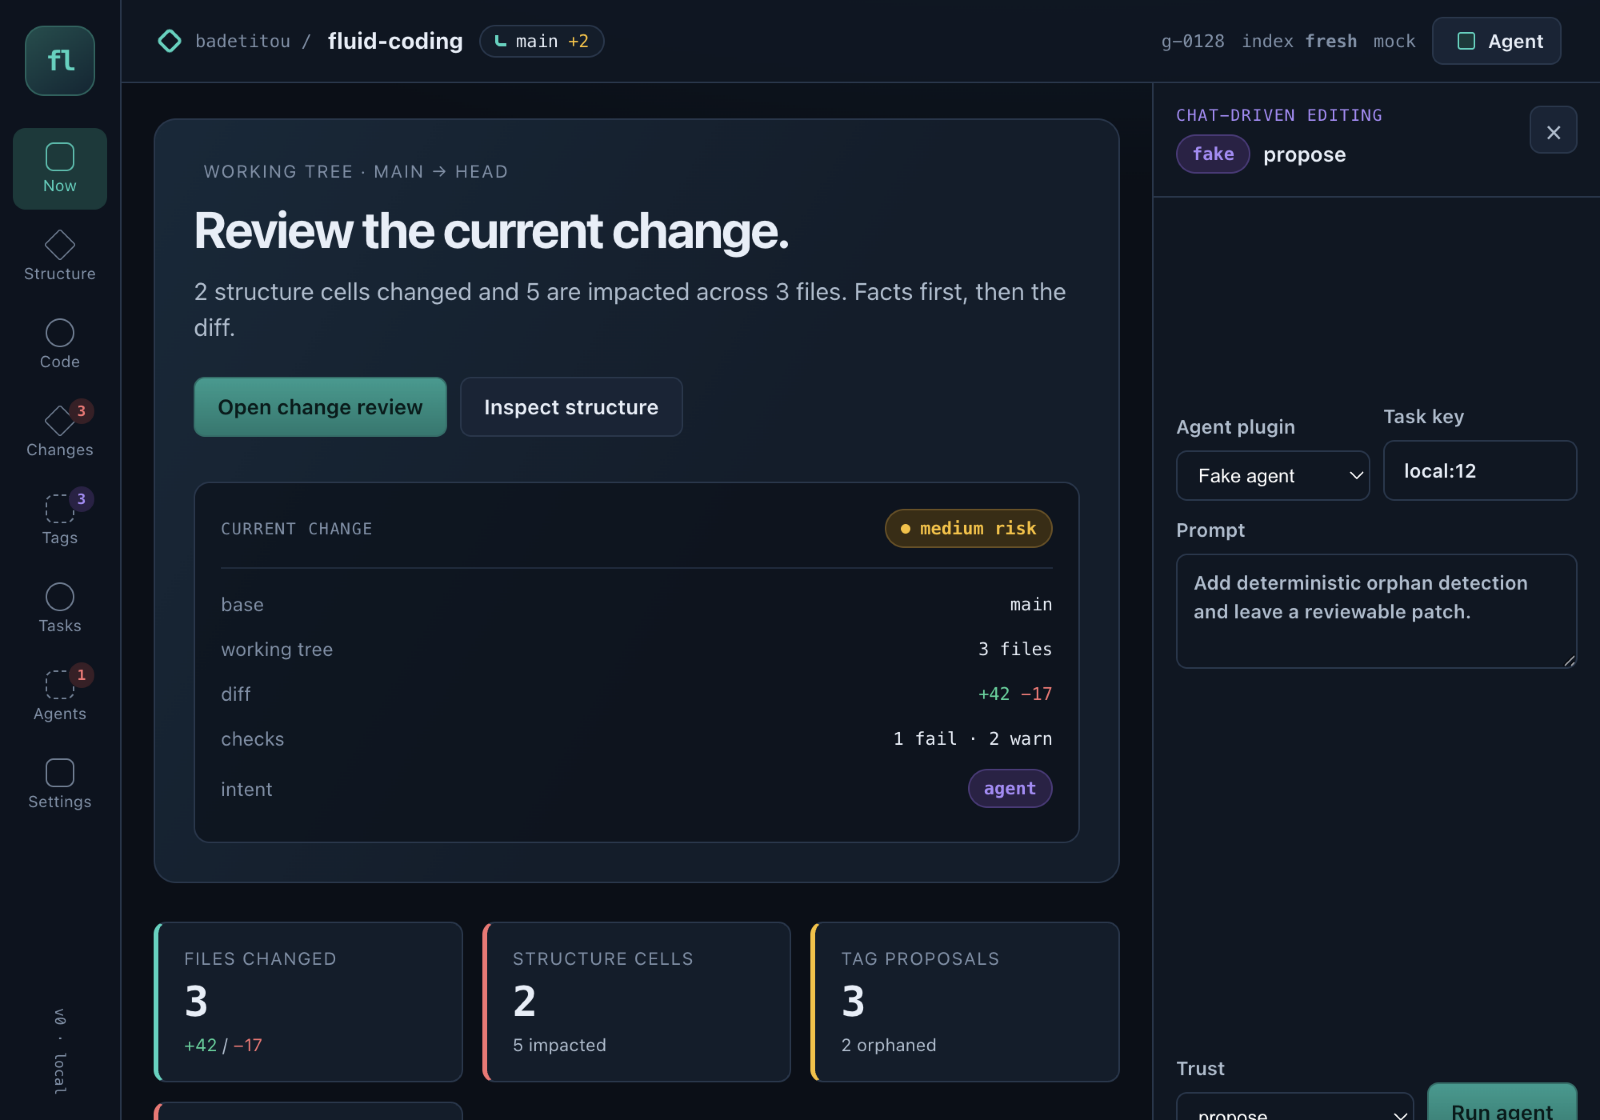 fl
Now
Structure
Code
3
Changes
3
Tags
Tasks
1
Agents
Settings
v0 · local
badetitou / fluid-coding main +2
g-0128 index fresh mock Agent
WORKING TREE · MAIN → HEAD
Review the current change.
2 structure cells changed and 5 are impacted across 3 files. Facts first, then the
diff.
Open change review Inspect structure
CURRENT CHANGE medium risk
base main
working tree 3 files
diff +42 −17
checks 1 fail · 2 warn
intent agent
FILES CHANGED
3
+42 / −17
STRUCTURE CELLS
2
5 impacted
TAG PROPOSALS
3
2 orphaned
CHAT-DRIVEN EDITING
fake propose
Agent plugin
Fake agent
Task key
local:12
Prompt
Add deterministic orphan detection
and leave a reviewable patch.
Trust
propose
Run agent